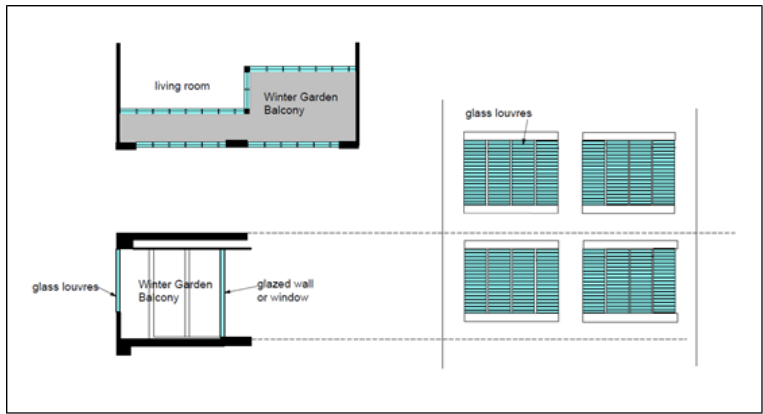 living room
Winter Garden
Balcony
glass louvres
glass louvres
Winter Garden
Balcony
glazed wall
or window